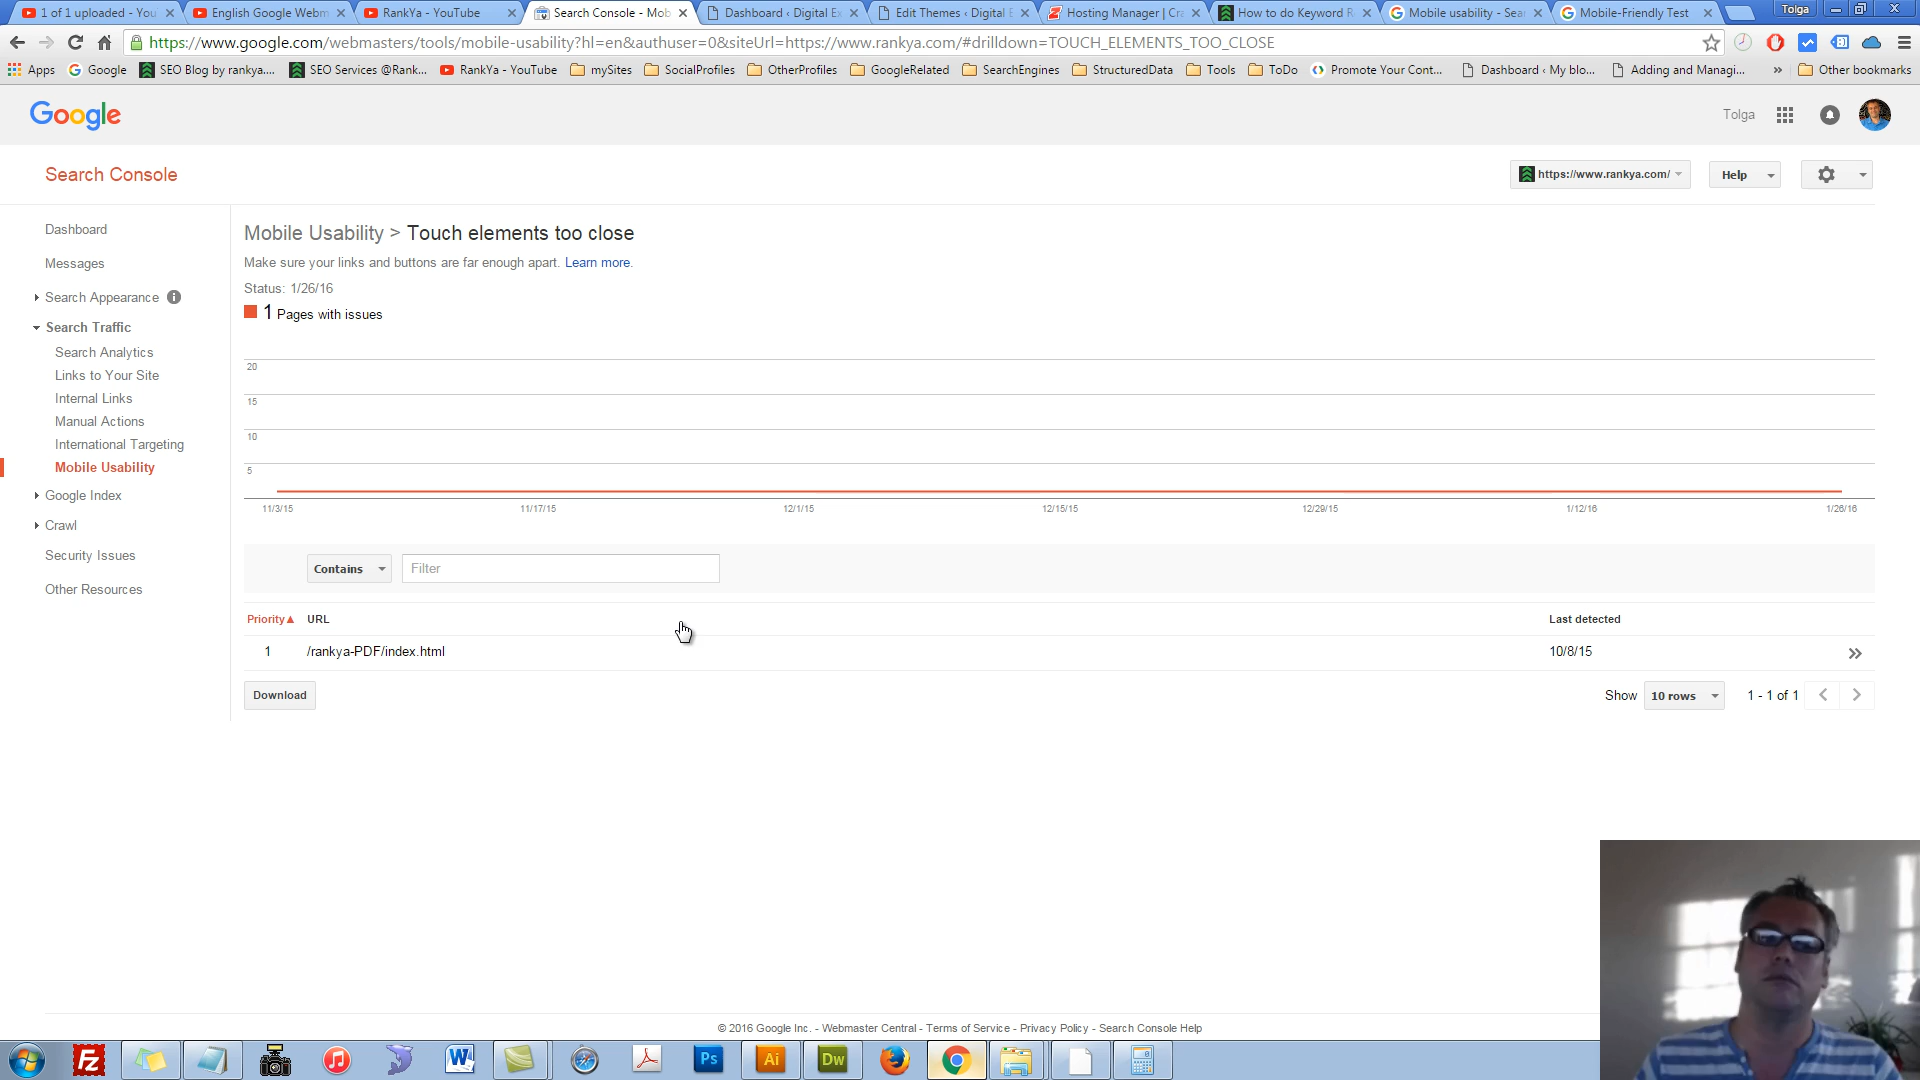 1 of 1 uploaded - You
English Google Webm
RankYa - YouTube
Search Console - Mob
Dashboard ‹ Digital Ex
Edit Themes ‹ Digital E
Hosting Manager | Cra
How to do Keyword R
Mobile usability - Sear
Mobile-Friendly Test
Tolga
https://www.google.com/webmasters/tools/mobile-usability?hl=en&authuser=0&siteUrl=https://www.rankya.com/#drilldown=TOUCH_ELEMENTS_TOO_CLOSE
Apps
Google
SEO Blog by rankya....
SEO Services @Rank...
RankYa - YouTube
mySites
SocialProfiles
OtherProfiles
GoogleRelated
SearchEngines
StructuredData
Tools
ToDo
Promote Your Cont...
Dashboard ‹ My blo...
Adding and Managi...
»
Other bookmarks
Google
Tolga
Search Console
https://www.rankya.com/
Help
Dashboard
Messages
Search Appearance
Search Traffic
Search Analytics
Links to Your Site
Internal Links
Manual Actions
International Targeting
Mobile Usability
Google Index
Crawl
Security Issues
Other Resources
Mobile Usability > Touch elements too close
Make sure your links and buttons are far enough apart. Learn more.
Status: 1/26/16
1 Pages with issues
20
15
10
5
11/3/15 11/17/15 12/1/15 12/15/15 12/29/15 1/12/16 1/26/16
Contains
Filter
Priority▲ URL Last detected
1 /rankya-PDF/index.html 10/8/15 »
Download
Show 10 rows 1 - 1 of 1
© 2016 Google Inc. - Webmaster Central - Terms of Service - Privacy Policy - Search Console Help
Fz
W
Ps
Ai
Dw